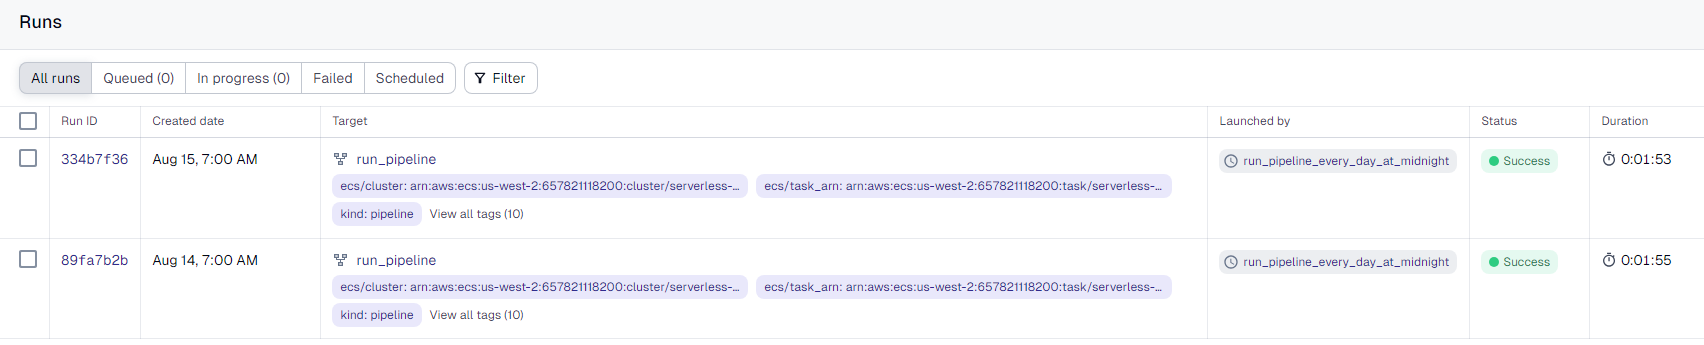 Runs
All runs Queued (0) In progress (0) Failed Scheduled Filter
Run ID Created date Target Launched by Status Duration
334b7f36 Aug 15, 7:00 AM run_pipeline run_pipeline_every_day_at_midnight Success 0:01:53
ecs/cluster: arn:aws:ecs:us-west-2:657821118200:cluster/serverless-... ecs/task_arn: arn:aws:ecs:us-west-2:657821118200:task/serverless-...
kind: pipeline View all tags (10)
89fa7b2b Aug 14, 7:00 AM run_pipeline run_pipeline_every_day_at_midnight Success 0:01:55
ecs/cluster: arn:aws:ecs:us-west-2:657821118200:cluster/serverless-... ecs/task_arn: arn:aws:ecs:us-west-2:657821118200:task/serverless-...
kind: pipeline View all tags (10)